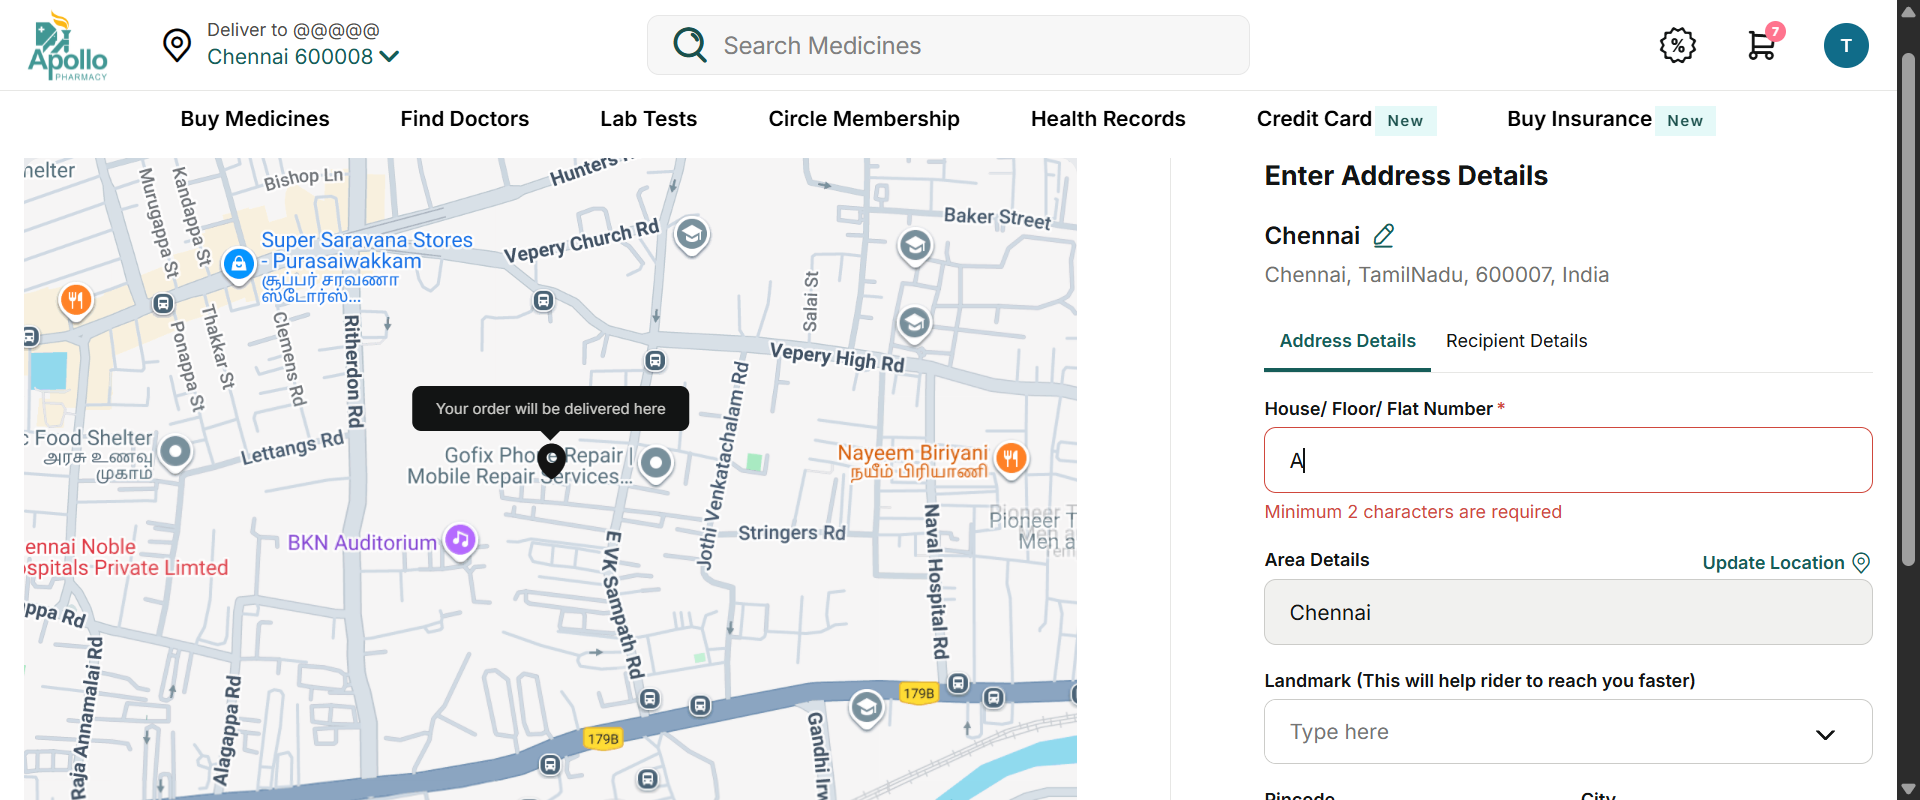 Apollo
PHARMACY
Deliver to @@@@@
Chennai 600008
Search Medicines
%
7
T
Buy Medicines
Find Doctors
Lab Tests
Circle Membership
Health Records
Credit Card New
Buy Insurance New
helter
Murugappa St
Kandappa St
Bishop Ln
Hunters
Super Saravana Stores
- Purasaiwakkam
சூப்பர் சரவணா
ஸ்டோர்ஸ்...
Vepery Church Rd
Baker Street
Ponappa St
Thakkar St
Clemens Rd
Ritherdon Rd
Salai St
Vepery High Rd
Your order will be delivered here
c Food Shelter
அரசு உணவு
முகாம்
Lettangs Rd
Gofix Phone Repair |
Mobile Repair Services...
Jothi Venkatachalam Rd
Nayeem Biriyani
நயீம் பிரியாணி
ennai Noble
ospitals Private Limted
BKN Auditorium
E VK Sampath Rd
Stringers Rd
Naval Hospital Rd
Pioneer T
Men a
ppa Rd
Raja Annamalai Rd
Alagappa Rd
179B
179B
Gandhi Irw
Enter Address Details
Chennai
Chennai, TamilNadu, 600007, India
Address Details
Recipient Details
House/ Floor/ Flat Number *
A
Minimum 2 characters are required
Area Details
Update Location
Chennai
Landmark (This will help rider to reach you faster)
Type here
Pincode
City